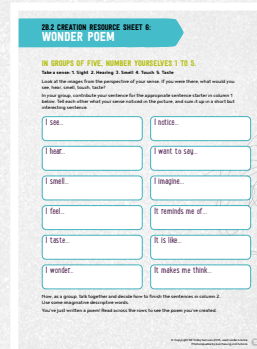 2B.2 CREATION RESOURCE SHEET 6:
WONDER POEM
IN GROUPS OF FIVE, NUMBER YOURSELVES 1 TO 5.
Take a sense: 1. Sight 2. Hearing 3. Smell 4. Touch 5. Taste
Look at the images from the perspective of your sense. If you were there, what would you
see, hear, smell, touch, taste?
In your group, contribute your sentence for the appropriate sentence starter in column 1
below. Tell each other what your sense noticed in the picture, and sum it up in a short but
interesting sentence
I see... I notice...
I hear... I want to say...
I smell... I imagine...
I feel... It reminds me of...
I taste... It is like...
I wonder... It makes me think...
Now, as a group, talk together and decide how to finish the sentences in column 2.
Use some imaginative descriptive words.
You've just written a poem! Read across the rows to see the poem you've created.